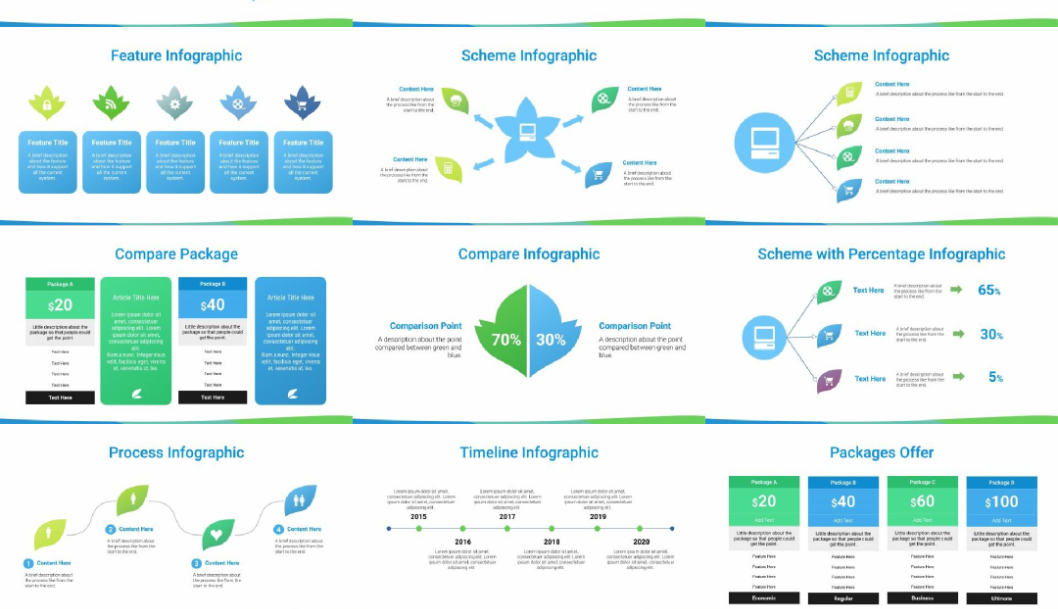 Feature Infographic
Feature Title
A brief description
about the feature
and how it support
all the current
system.
Feature Title
A brief description
about the feature
and how it support
all the current
system.
Feature Title
A brief description
about the feature
and how it support
all the current
system.
Feature Title
A brief description
about the feature
and how it support
all the current
system.
Feature Title
A brief description
about the feature
and how it support
all the current
system.
Scheme Infographic
Content Here
A brief description about
the process like from the
start to the end.
Content Here
A brief description about
the process like from the
start to the end.
Content Here
A brief description about
the process like from the
start to the end.
Content Here
A brief description about
the process like from the
start to the end.
Scheme Infographic
Content Here
A brief description about the process like from the start to the end.
Content Here
A brief description about the process like from the start to the end.
Content Here
A brief description about the process like from the start to the end.
Content Here
A brief description about the process like from the start to the end.
Compare Package
Package A
$20
Little description about the
package so that people could
get the point.
Text Here
Text Here
Text Here
Text Here
Text Here
Article Title Here
Lorem ipsum dolor sit
amet, consectetuer
adipiscing elit. Lorem
ipsum dolor sit amet,
consectetuer adipiscing
elit.
Nam a nunc. Integer risus
velit, facilisis eget, viverra
et, venenatis id, leo.
Package B
$40
Little description about the
package so that people could
get the point.
Text Here
Text Here
Text Here
Text Here
Text Here
Article Title Here
Lorem ipsum dolor sit
amet, consectetuer
adipiscing elit. Lorem
ipsum dolor sit amet,
consectetuer adipiscing
elit.
Nam a nunc. Integer risus
velit, facilisis eget, viverra
et, venenatis id, leo.
Compare Infographic
Comparison Point
A description about the point
compared between green and
blue.
70%
30%
Comparison Point
A description about the point
compared between green and
blue.
Scheme with Percentage Infographic
Text Here
A brief description about
the process like from the
start to the end.
65%
Text Here
A brief description about
the process like from the
start to the end.
30%
Text Here
A brief description about
the process like from the
start to the end.
5%
Process Infographic
1 Content Here
A brief description about
the process like from the
start to the end.
2 Content Here
A brief description about
the process like from the
start to the end.
3 Content Here
A brief description about
the process like from the
start to the end.
4 Content Here
A brief description about
the process like from the
start to the end.
Timeline Infographic
Lorem ipsum dolor sit amet,
consectetuer adipiscing elit. Lorem
ipsum dolor sit amet, consectetuer
adipiscing elit.
2015
2016
Lorem ipsum dolor sit amet,
consectetuer adipiscing elit. Lorem
ipsum dolor sit amet, consectetuer
adipiscing elit.
Lorem ipsum dolor sit amet,
consectetuer adipiscing elit. Lorem
ipsum dolor sit amet, consectetuer
adipiscing elit.
2017
2018
Lorem ipsum dolor sit amet,
consectetuer adipiscing elit. Lorem
ipsum dolor sit amet, consectetuer
adipiscing elit.
Lorem ipsum dolor sit amet,
consectetuer adipiscing elit. Lorem
ipsum dolor sit amet, consectetuer
adipiscing elit.
2019
2020
Lorem ipsum dolor sit amet,
consectetuer adipiscing elit. Lorem
ipsum dolor sit amet, consectetuer
adipiscing elit.
Packages Offer
Package A
$20
Add Text
Little description about the
package so that people could
get the point.
Feature Here
Feature Here
Feature Here
Feature Here
Economic
Package B
$40
Add Text
Little description about the
package so that people could
get the point.
Feature Here
Feature Here
Feature Here
Feature Here
Regular
Package C
$60
Add Text
Little description about the
package so that people could
get the point.
Feature Here
Feature Here
Feature Here
Feature Here
Business
Package D
$100
Add Text
Little description about the
package so that people could
get the point.
Feature Here
Feature Here
Feature Here
Feature Here
Ultimate